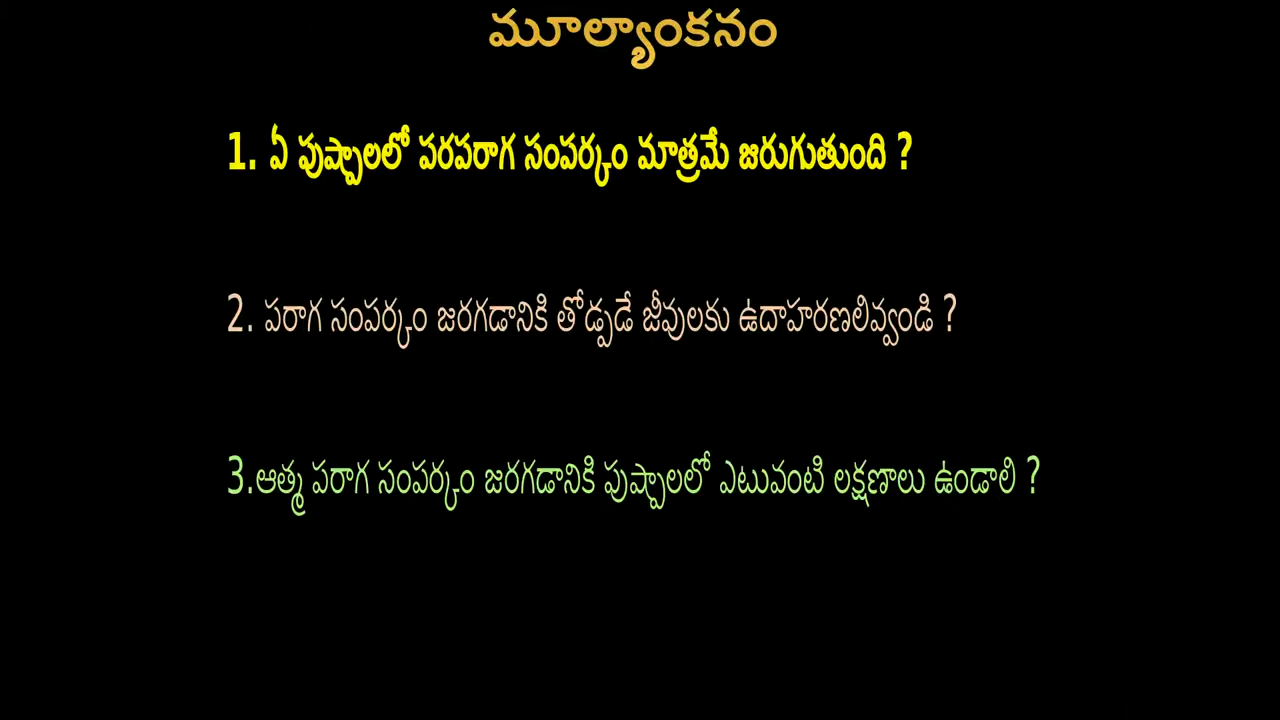 మూల్యాంకనం
1. ఏ పుష్పాలలో పరపరాగ సంపర్కం మాత్రమే జరుగుతుంది ?
2. పరాగ సంపర్కం జరగడానికి తోడ్పడే జీవులకు ఉదాహరణలివ్వండి ?
3.ఆత్మ పరాగ సంపర్కం జరగడానికి పుష్పాలలో ఎటువంటి లక్షణాలు ఉండాలి ?